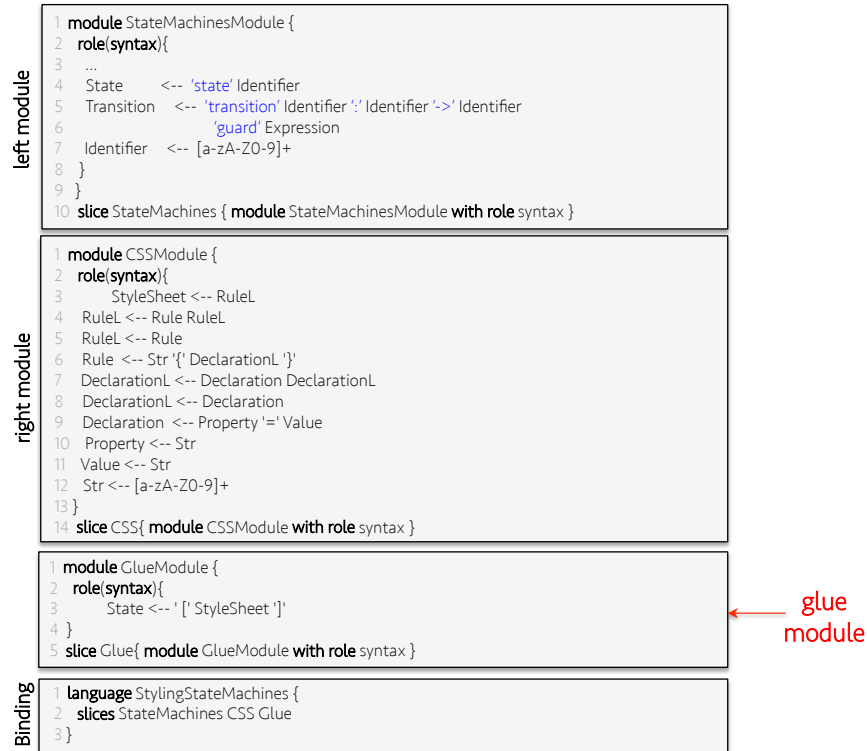 left module
1 module StateMachinesModule {
2 role(syntax){
3 ...
4 State <-- 'state' Identifier
5 Transition <-- 'transition' Identifier ':' Identifier '->' Identifier
6 'guard' Expression
7 Identifier <-- [a-zA-Z0-9]+
8 }
9 }
10 slice StateMachines { module StateMachinesModule with role syntax }
right module
1 module CSSModule {
2 role(syntax){
3 StyleSheet <-- RuleL
4 RuleL <-- Rule RuleL
5 RuleL <-- Rule
6 Rule <-- Str '{' DeclarationL '}'
7 DeclarationL <-- Declaration DeclarationL
8 DeclarationL <-- Declaration
9 Declaration <-- Property '=' Value
10 Property <-- Str
11 Value <-- Str
12 Str <-- [a-zA-Z0-9]+
13 }
14 slice CSS{ module CSSModule with role syntax }
1 module GlueModule {
2 role(syntax){
3 State <-- ' [' StyleSheet ']'
4 }
5 slice Glue{ module GlueModule with role syntax }
glue
module
Binding
1 language StylingStateMachines {
2 slices StateMachines CSS Glue
3 }